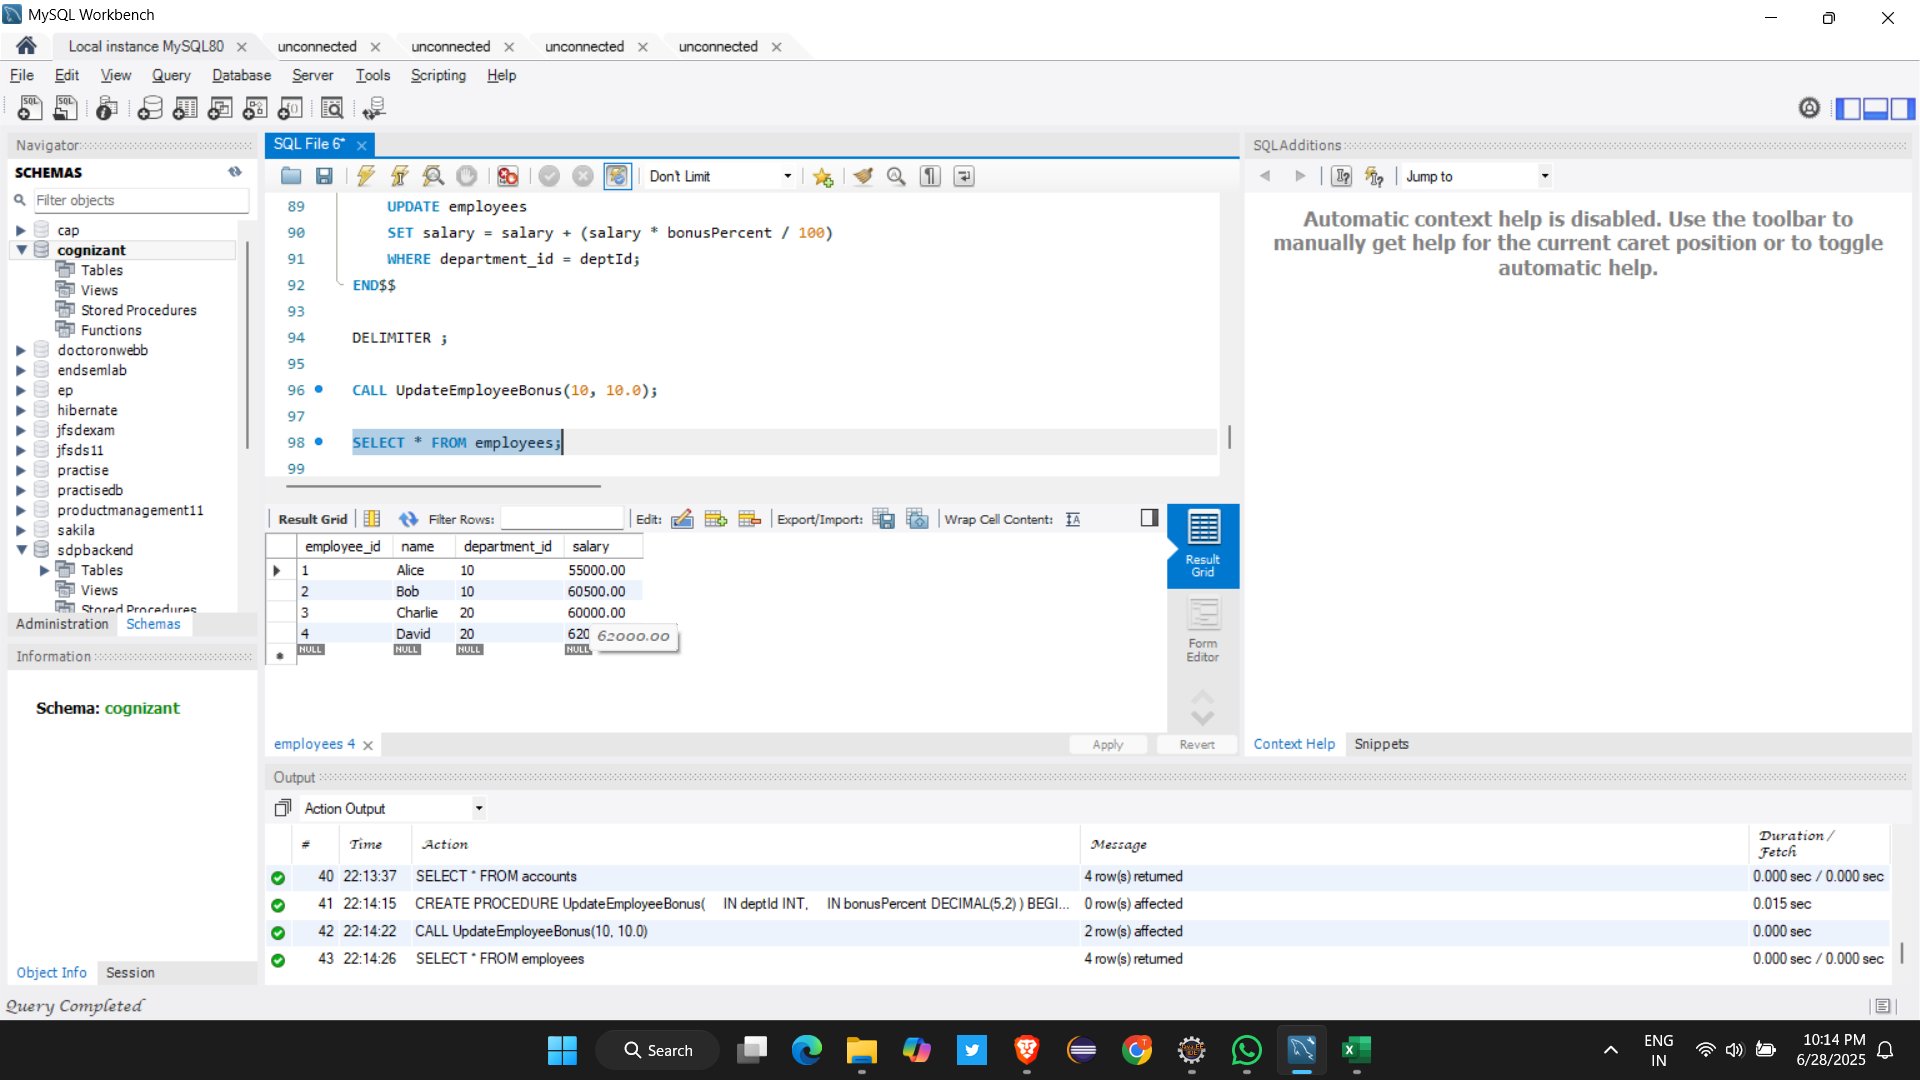 MySQL Workbench
Local instance MySQL80
unconnected
unconnected
unconnected
unconnected
File Edit View Query Database Server Tools Scripting Help
Navigator
SCHEMAS
Filter objects
cap
cognizant
Tables
Views
Stored Procedures
Functions
doctoronwebb
endsemlab
ep
hibernate
jfsdexam
jfsds11
practise
practisedb
productmanagement11
sakila
sdpbackend
Tables
Views
Stored Procedures
Administration Schemas
Information
Schema: cognizant
Object Info Session
SQL File 6*
Don't Limit
89 UPDATE employees
90 SET salary = salary + (salary * bonusPercent / 100)
91 WHERE department_id = deptId;
92 END$$
93
94 DELIMITER ;
95
96 CALL UpdateEmployeeBonus(10, 10.0);
97
98 SELECT * FROM employees;
99
Result Grid Filter Rows: Edit: Export/Import: Wrap Cell Content:
employee_id name department_id salary
1 Alice 10 55000.00
2 Bob 10 60500.00
3 Charlie 20 60000.00
4 David 20 620
62000.00
NULL NULL NULL NULL
Result Grid
Form Editor
employees 4
Apply Revert
SQLAdditions
Jump to
Automatic context help is disabled. Use the toolbar to
manually get help for the current caret position or to toggle
automatic help.
Context Help Snippets
Output
Action Output
# Time Action Message Duration / Fetch
40 22:13:37 SELECT * FROM accounts 4 row(s) returned 0.000 sec / 0.000 sec
41 22:14:15 CREATE PROCEDURE UpdateEmployeeBonus( IN deptId INT, IN bonusPercent DECIMAL(5,2) ) BEGI... 0 row(s) affected 0.015 sec
42 22:14:22 CALL UpdateEmployeeBonus(10, 10.0) 2 row(s) affected 0.000 sec
43 22:14:26 SELECT * FROM employees 4 row(s) returned 0.000 sec / 0.000 sec
Query Completed
Search
ENG
IN
10:14 PM
6/28/2025